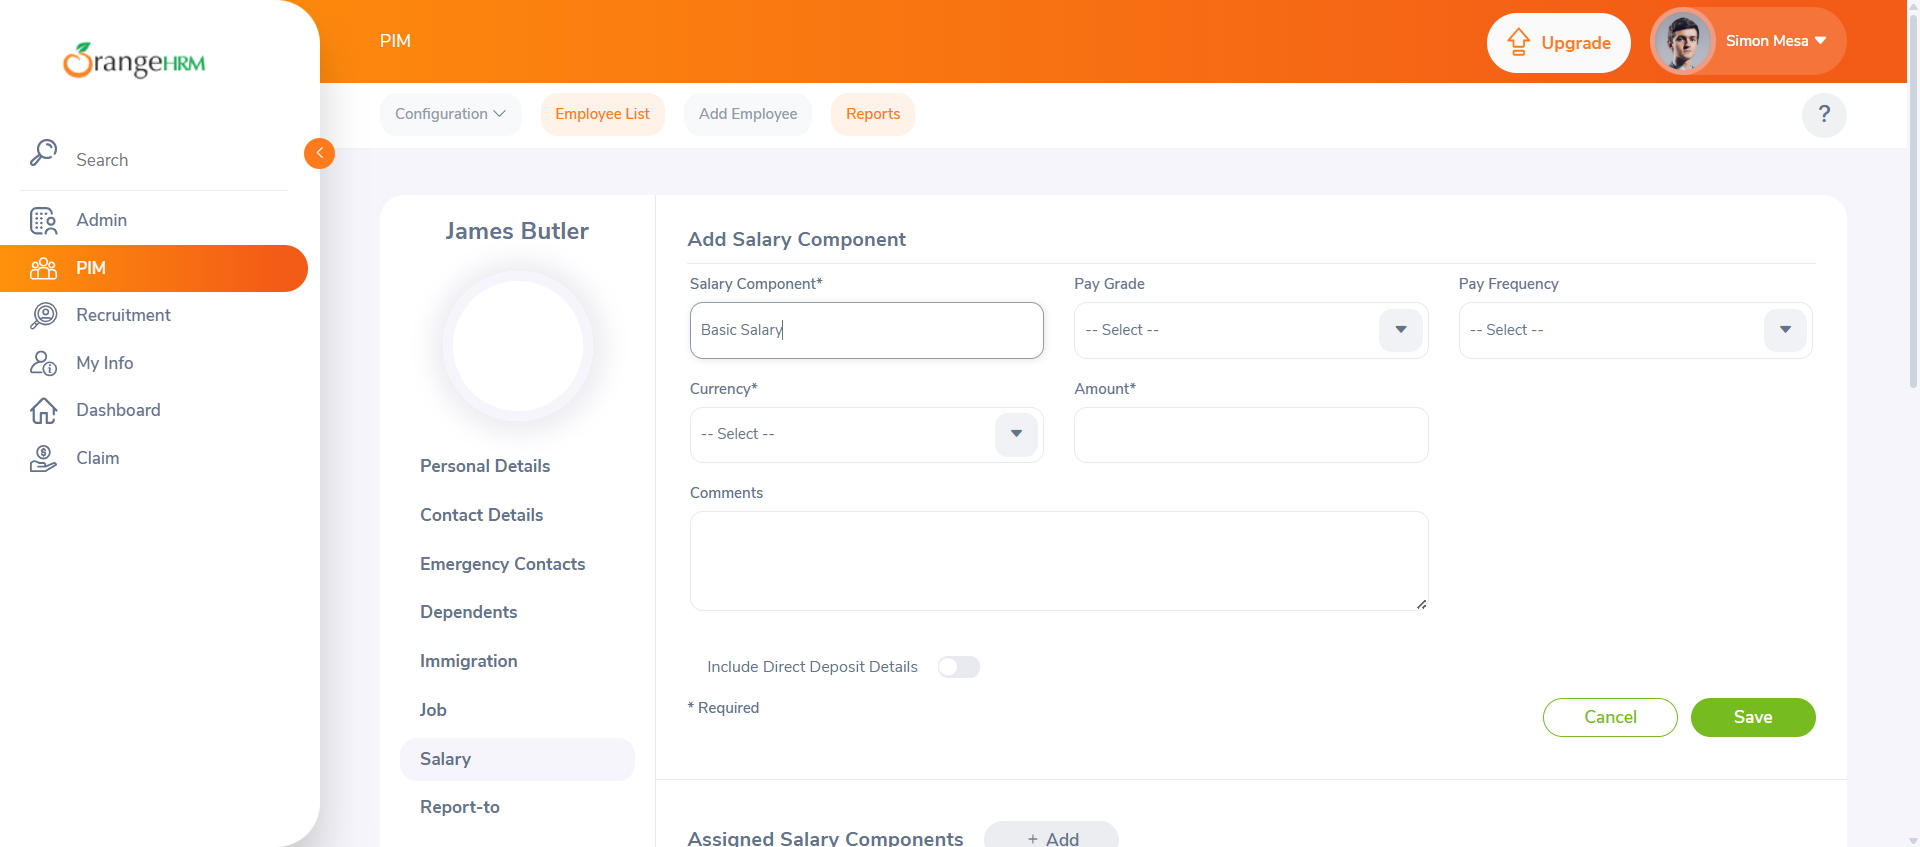 OrangeHRM
PIM
Upgrade
Simon Mesa
Configuration
Employee List
Add Employee
Reports
?
Search
Admin
PIM
Recruitment
My Info
Dashboard
Claim
James Butler
Personal Details
Contact Details
Emergency Contacts
Dependents
Immigration
Job
Salary
Report-to
Add Salary Component
Salary Component*
Pay Grade
Pay Frequency
Basic Salary
-- Select --
-- Select --
Currency*
Amount*
-- Select --
Comments
Include Direct Deposit Details
* Required
Cancel
Save
Assigned Salary Components
+ Add